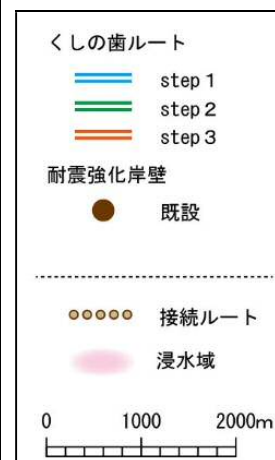 くしの歯ルート
step 1
step 2
step 3
耐震強化岸壁
既設
接続ルート
浸水域
0 1000 2000m